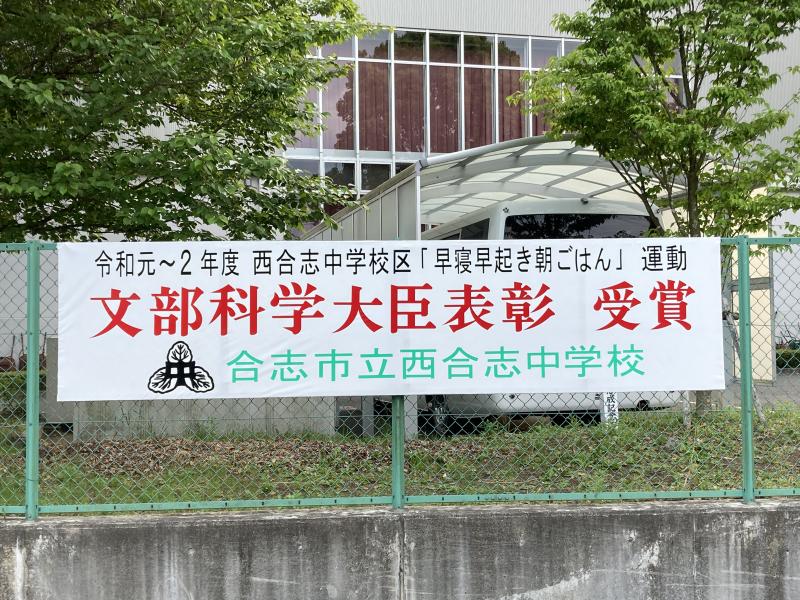 令和元～2年度 西合志中学校区「早寝早起き朝ごはん」 運動
文部科学大臣表彰 受賞
中 合志市立西合志中学校